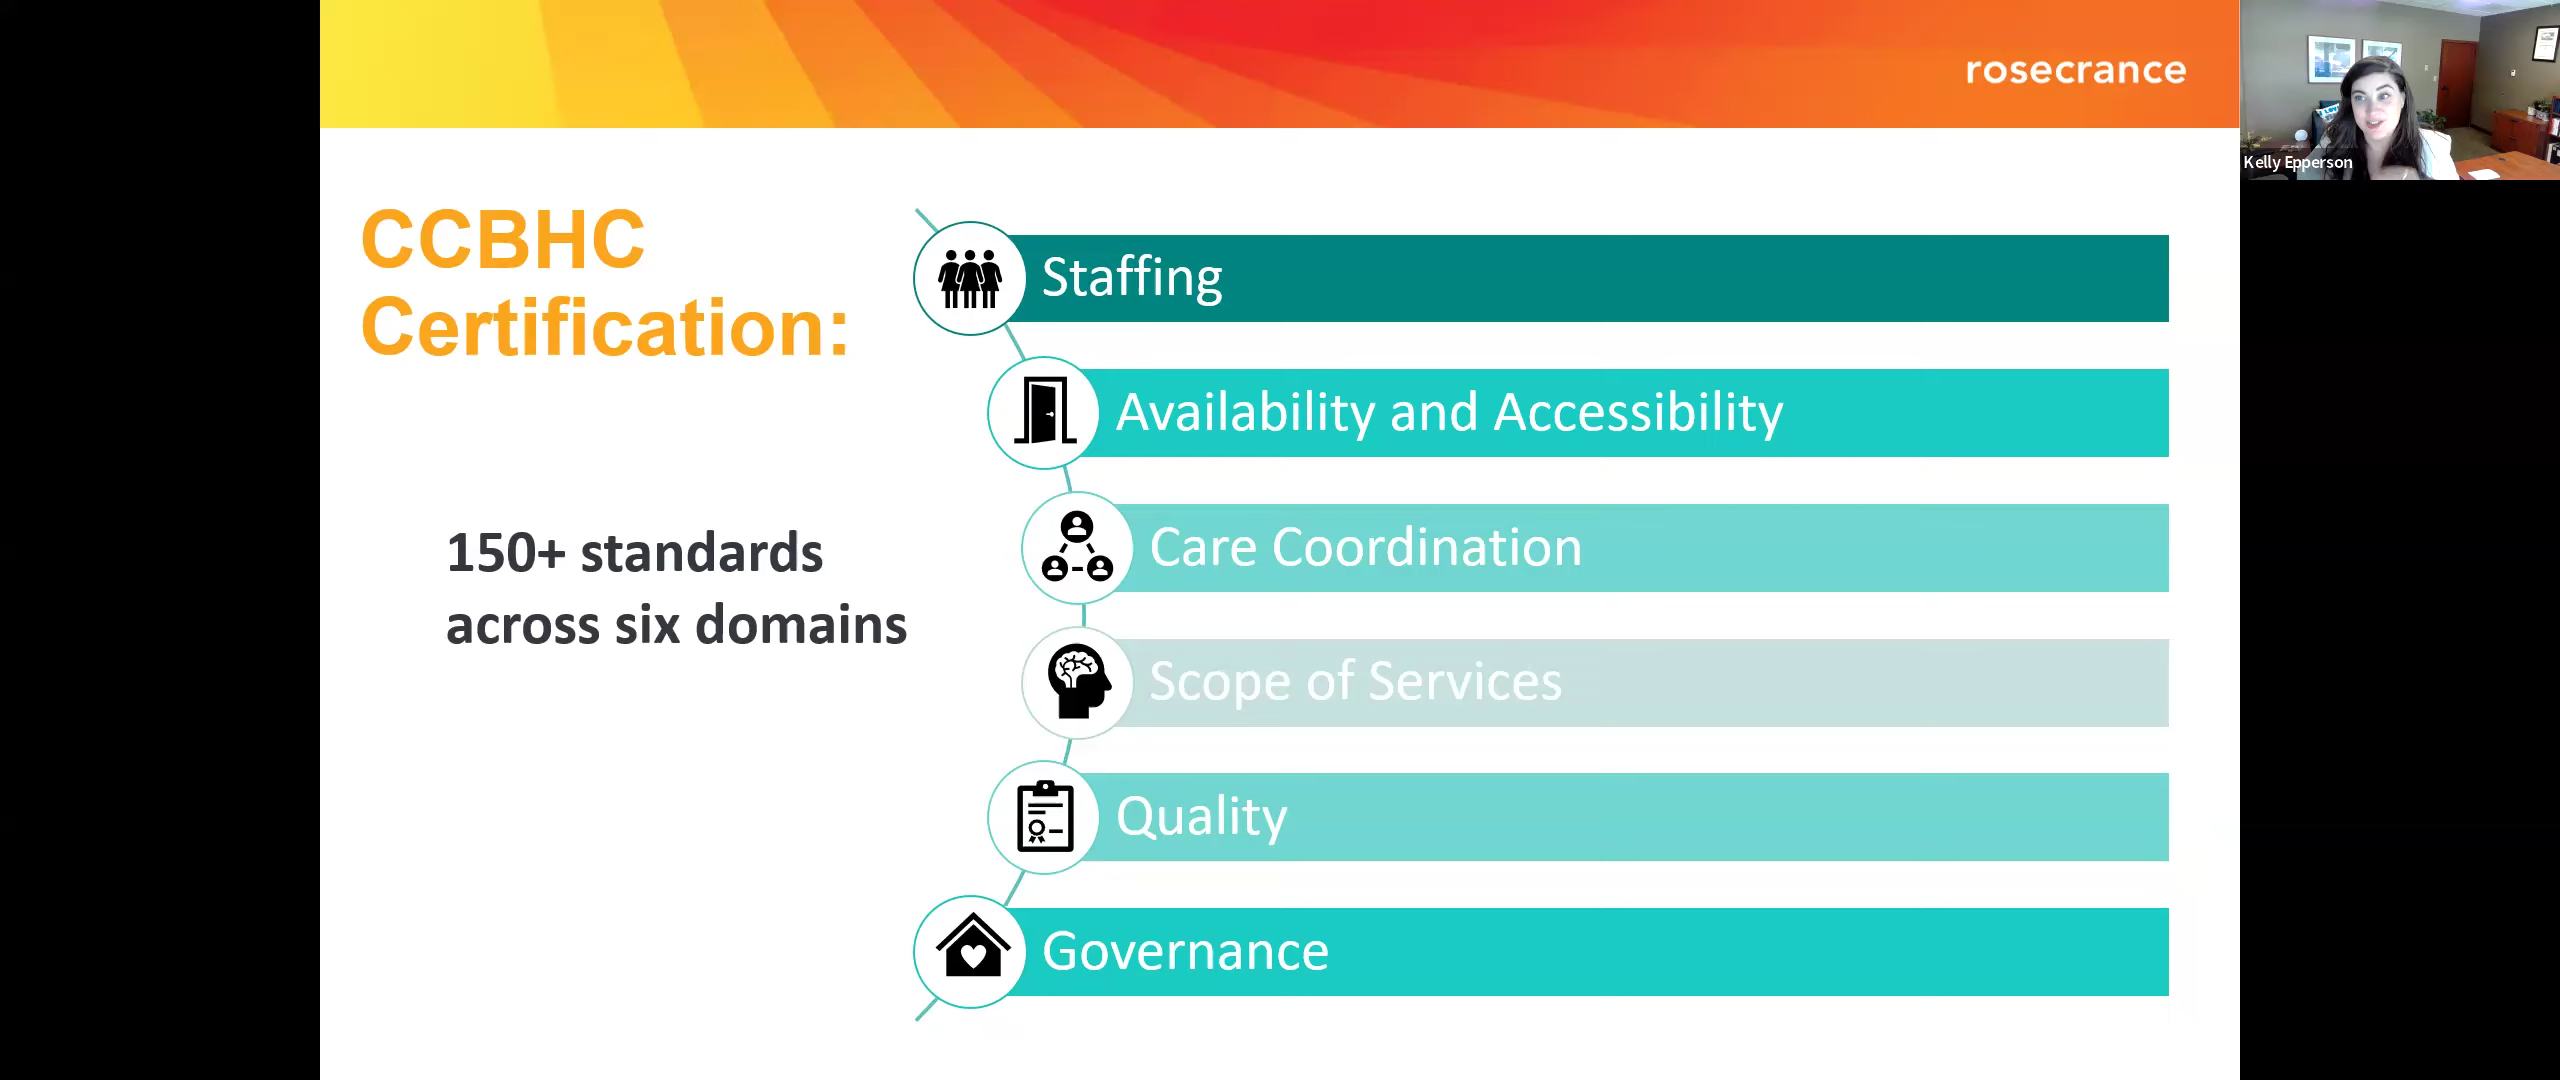 rosecrance
Kelly Epperson
CCBHC
Certification:
150+ standards
across six domains
Staffing
Availability and Accessibility
Care Coordination
Scope of Services
Quality
Governance